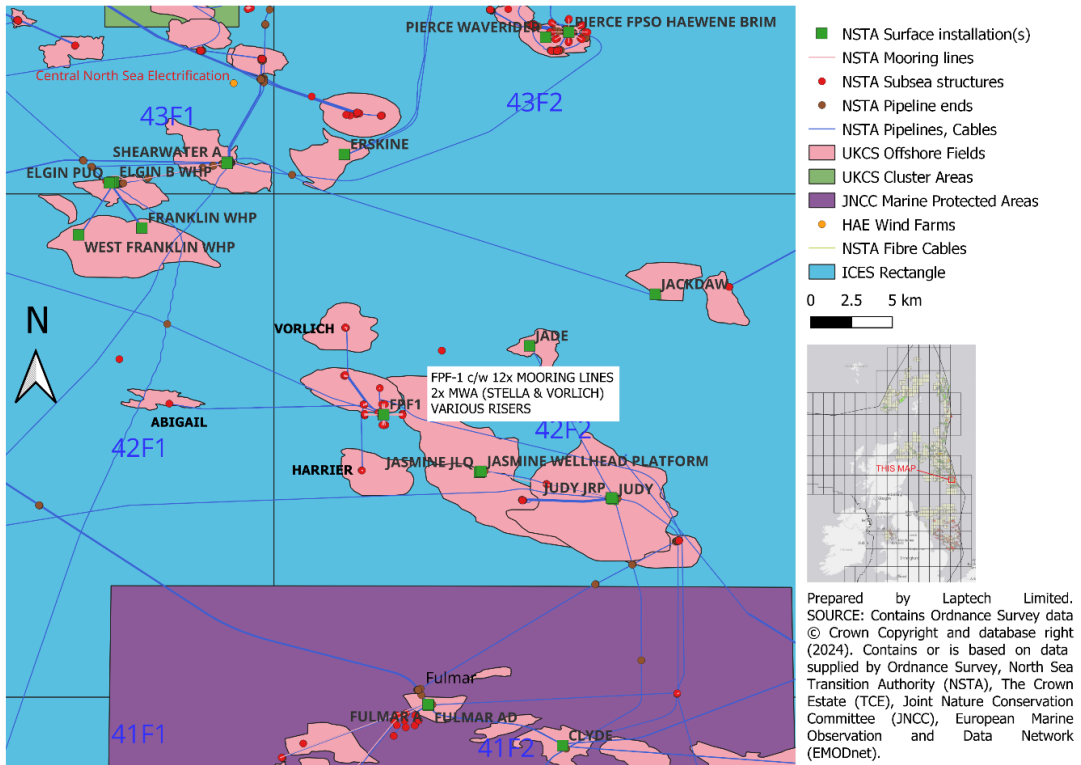 PIERCE WAVERIDER
PIERCE FPSO HAEWENE BRIM
Central North Sea Electrification
43F1
43F2
SHEARWATER A
ERSKINE
ELGIN PUQ
ELGIN B WHP
FRANKLIN WHP
WEST FRANKLIN WHP
JACKDAW
N
VORLICH
JADE
FPF-1 c/w 12x MOORING LINES
2x MWA (STELLA & VORLICH)
VARIOUS RISERS
FPF1
ABIGAIL
42F1
42F2
HARRIER
JASMINE JLQ
JASMINE WELLHEAD PLATFORM
JUDY JRP
JUDY
Fulmar
FULMAR A
FULMAR AD
41F1
41F2
CLYDE
NSTA Surface installation(s)
NSTA Mooring lines
NSTA Subsea structures
NSTA Pipeline ends
NSTA Pipelines, Cables
UKCS Offshore Fields
UKCS Cluster Areas
JNCC Marine Protected Areas
HAE Wind Farms
NSTA Fibre Cables
ICES Rectangle
0 2.5 5 km
THIS MAP
Prepared by Laptech Limited.
SOURCE: Contains Ordnance Survey data
© Crown Copyright and database right
(2024). Contains or is based on data
supplied by Ordnance Survey, North Sea
Transition Authority (NSTA), The Crown
Estate (TCE), Joint Nature Conservation
Committee (JNCC), European Marine
Observation and Data Network
(EMODnet).